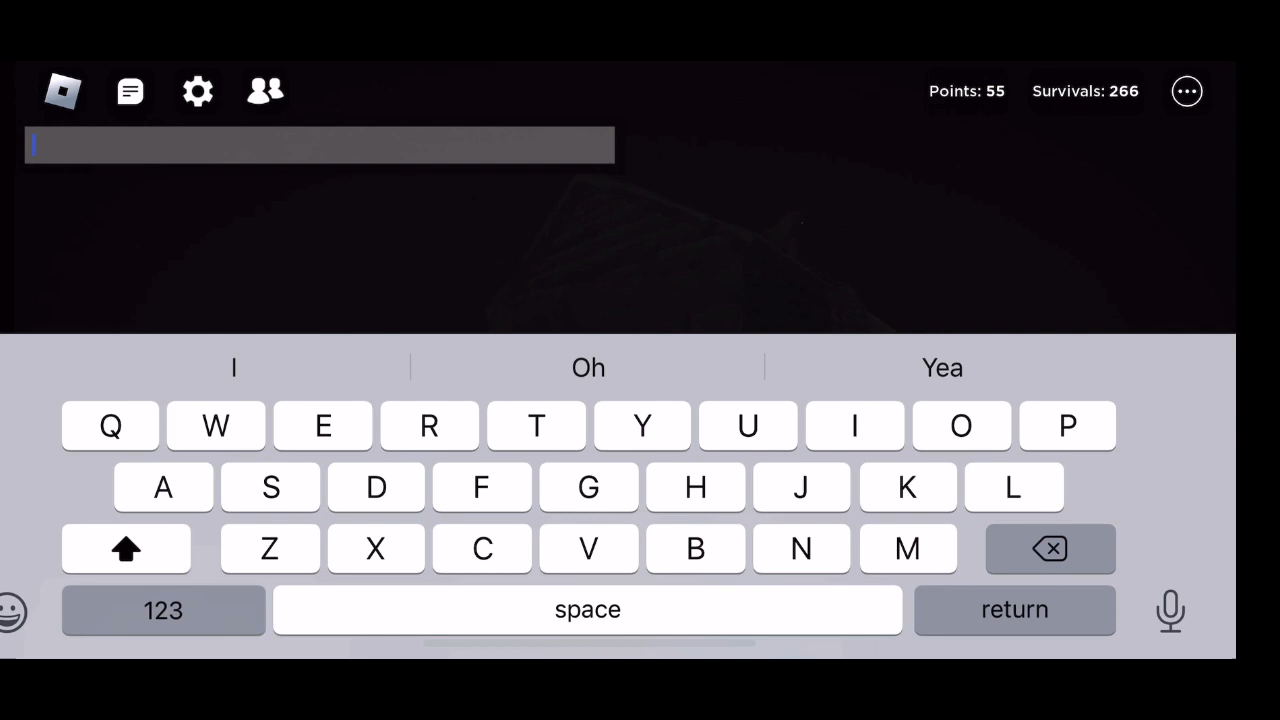 Points: 55 Survivals: 266
I Oh Yea
Q W E R T Y U I O P
A S D F G H J K L
Z X C V B N M
123 space return